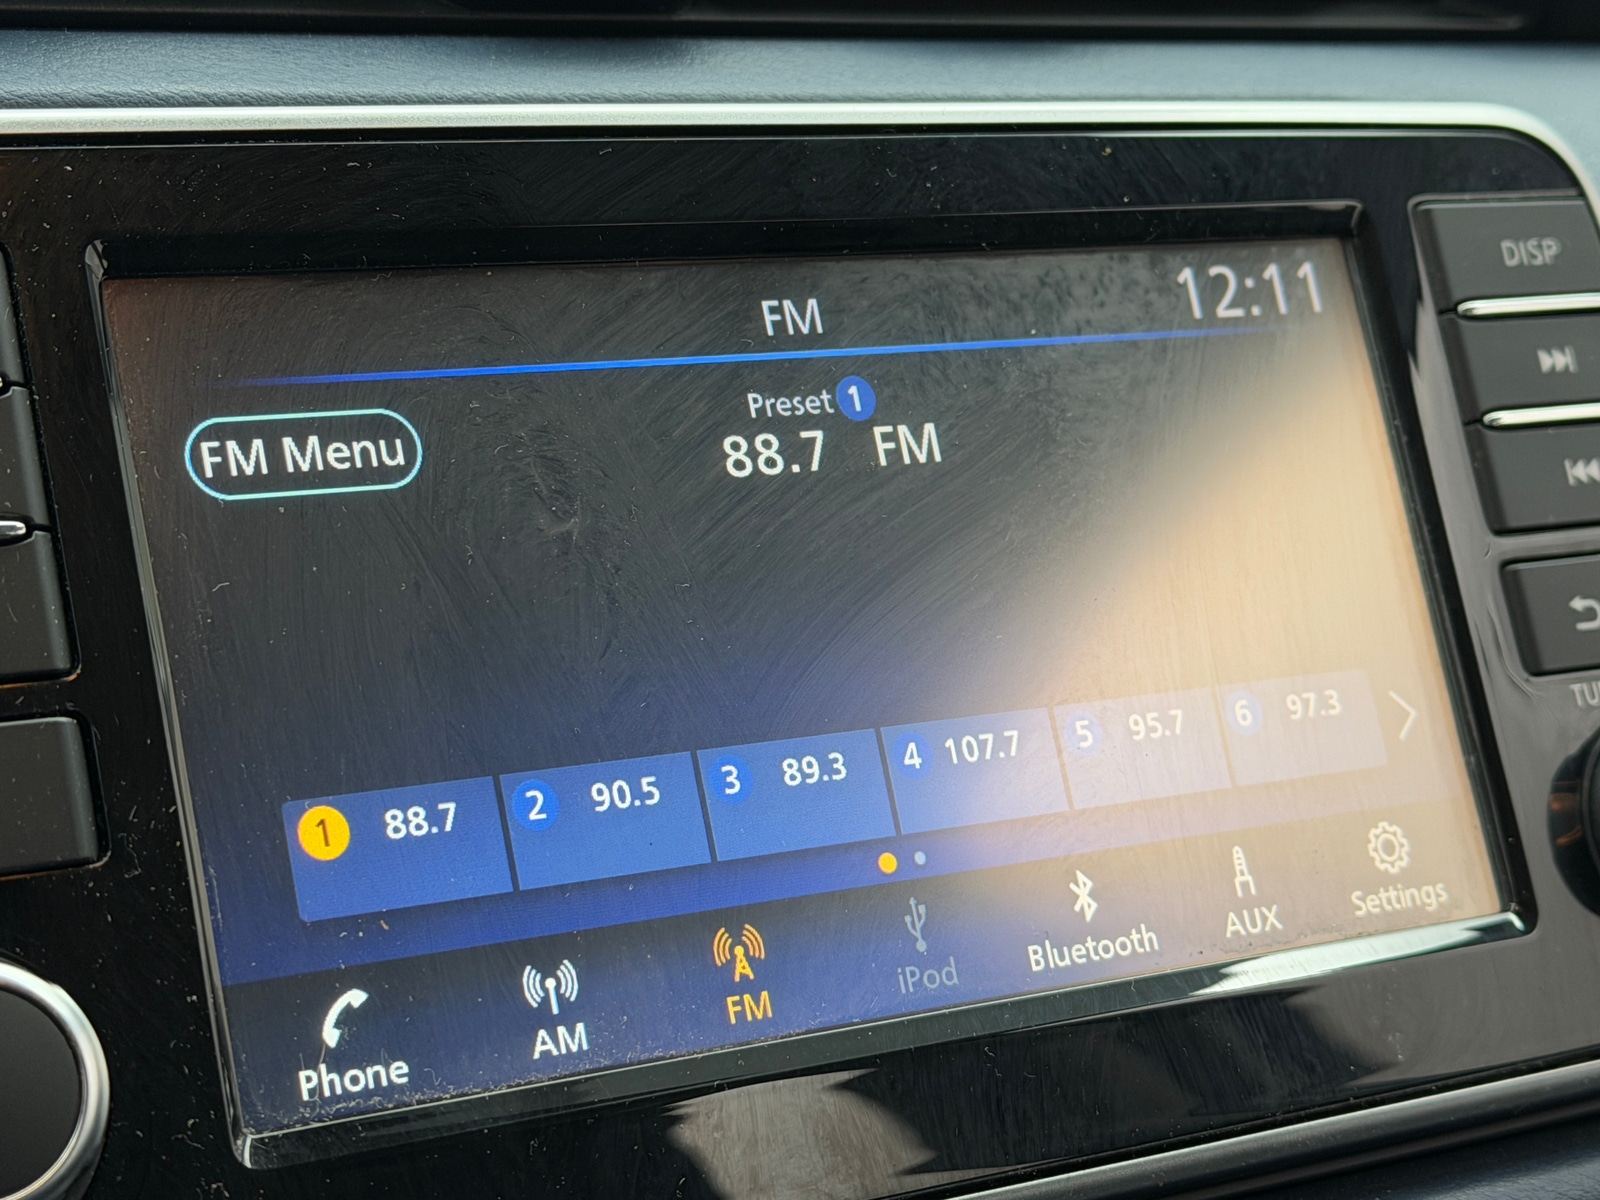 FM
12:11
DISP
Preset 1
FM Menu
88.7 FM
1 88.7
2 90.5
3 89.3
4 107.7
5 95.7
6 97.3
Phone
AM
FM
iPod
Bluetooth
AUX
Settings